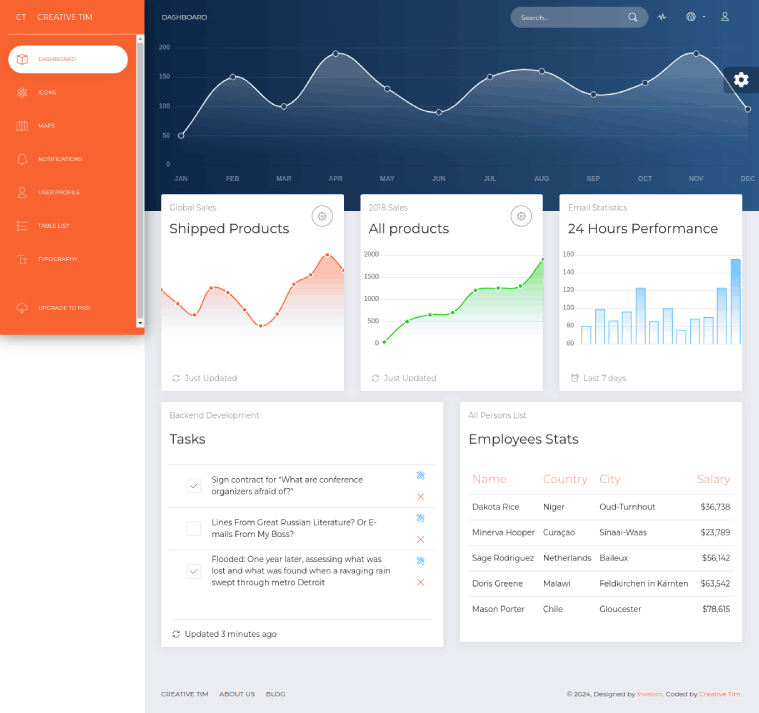 CT CREATIVE TIM
DASHBOARD
ICONS
MAPS
NOTIFICATIONS
USER PROFILE
TABLE LIST
TYPOGRAPHY
UPGRADE TO PRO
DASHBOARD
Search...
200
150
100
50
0
JAN FEB MAR APR MAY JUN JUL AUG SEP OCT NOV DEC
Global Sales
Shipped Products
Just Updated
2018 Sales
All products
2000
1500
1000
500
0
Just Updated
Email Statistics
24 Hours Performance
160
140
120
100
80
60
Last 7 days
Backend Development
Tasks
Sign contract for "What are conference
organizers afraid of?"
Lines From Great Russian Literature? Or E-
mails From My Boss?
Flooded: One year later, assessing what was
lost and what was found when a ravaging rain
swept through metro Detroit
Updated 3 minutes ago
All Persons List
Employees Stats
Name Country City Salary
Dakota Rice Niger Oud-Turnhout $36,738
Minerva Hooper Curaçao Sinaai-Waas $23,789
Sage Rodriguez Netherlands Baileux $56,142
Doris Greene Malawi Feldkirchen in Kärnten $63,542
Mason Porter Chile Gloucester $78,615
CREATIVE TIM ABOUT US BLOG
© 2024, Designed by Invision. Coded by Creative Tim.